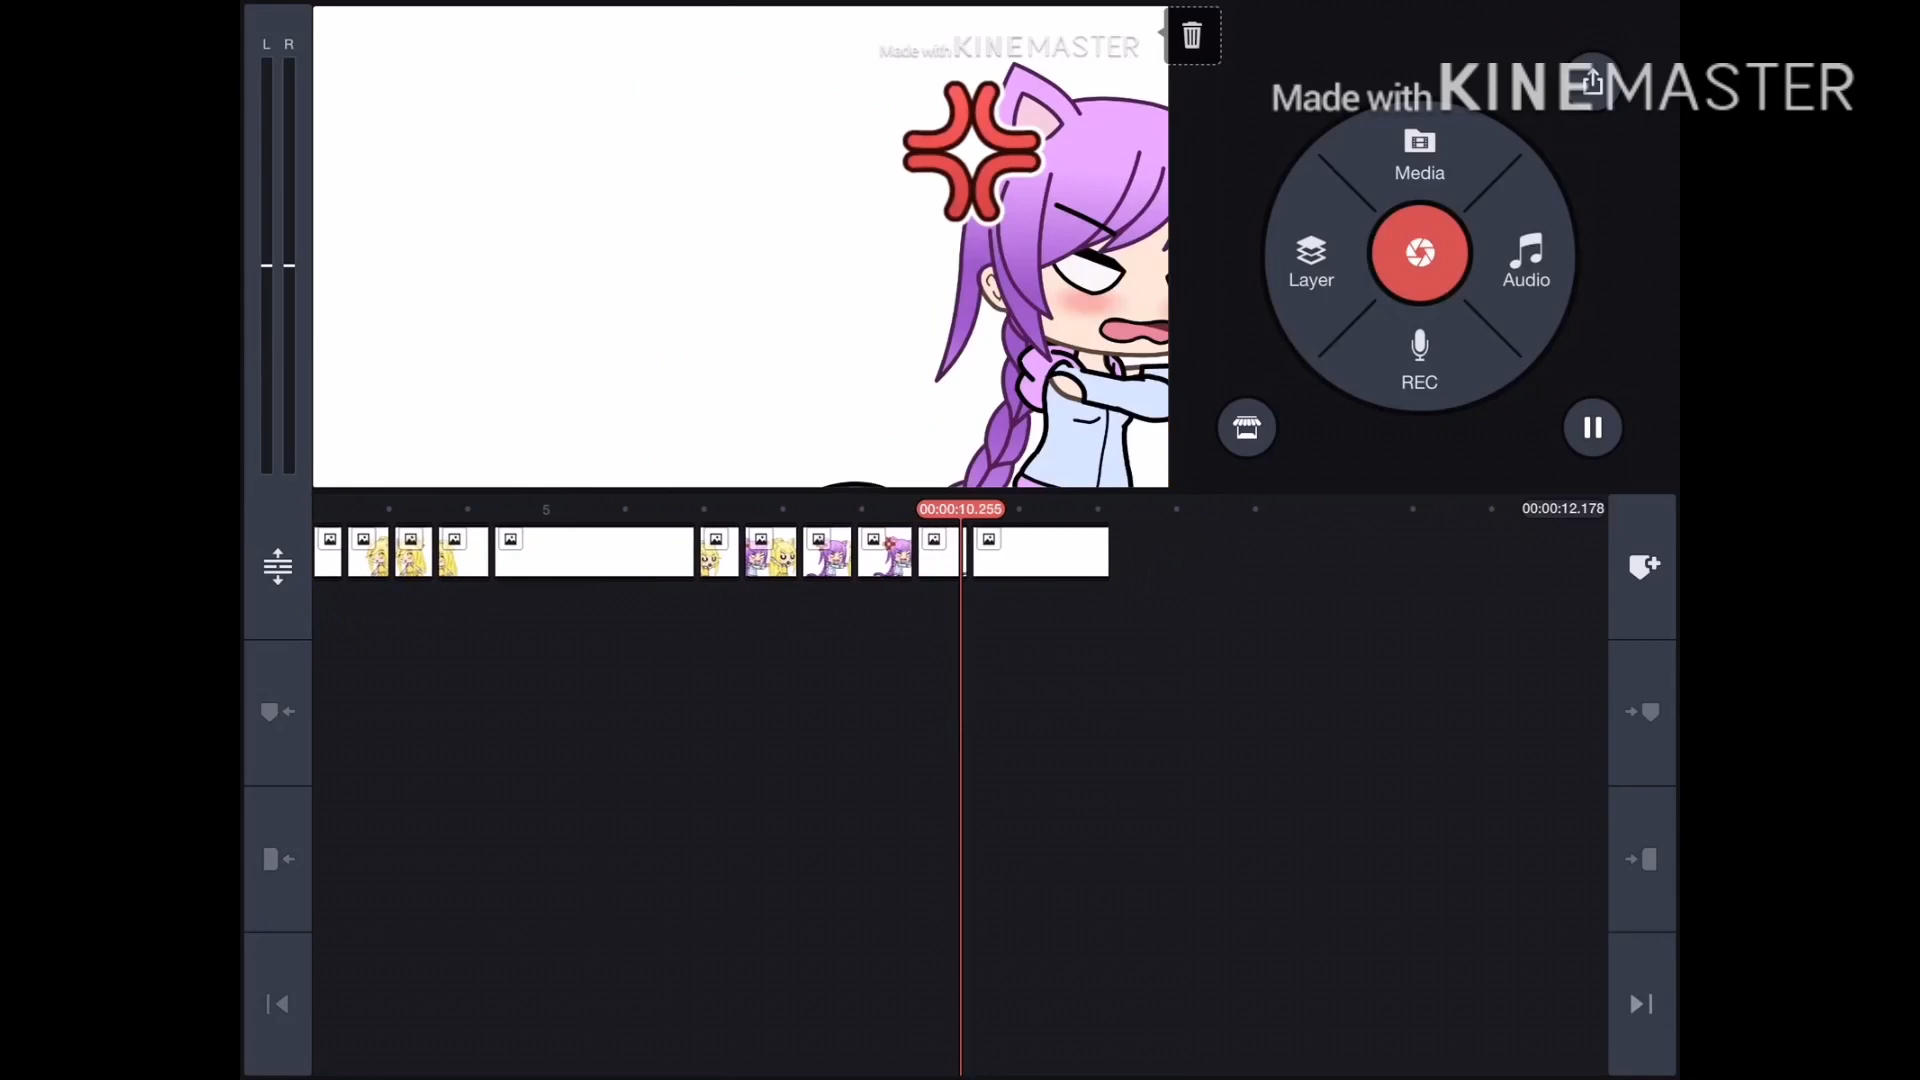 L R
Made with KINEMASTER
Made with KINEMASTER
Media
Layer
Audio
REC
5
00:00:10.255
00:00:12.178